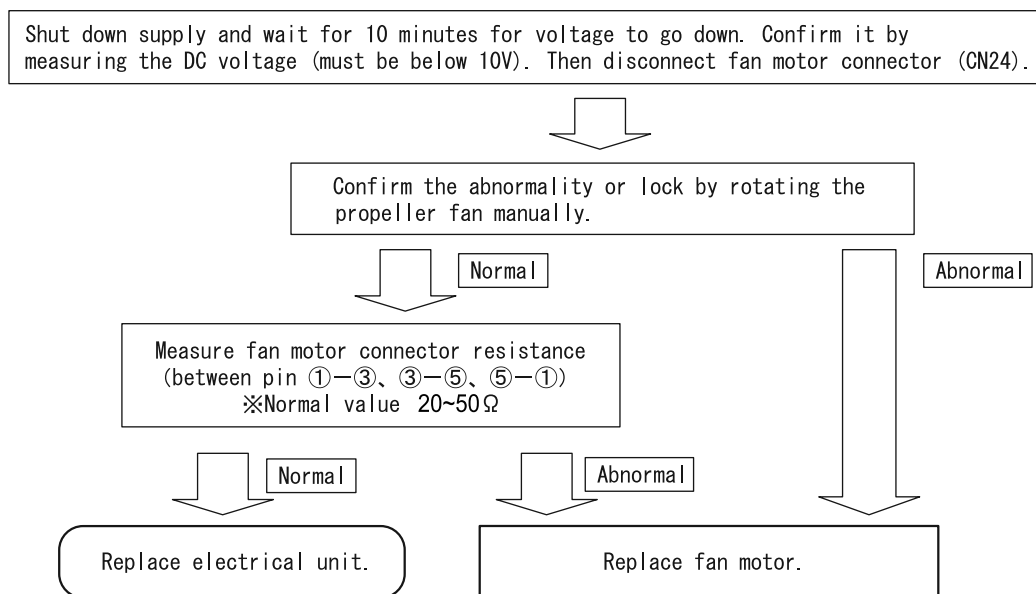 Shut down supply and wait for 10 minutes for voltage to go down. Confirm it by
measuring the DC voltage (must be below 10V). Then disconnect fan motor connector (CN24).
Confirm the abnormality or lock by rotating the
propeller fan manually.
Normal
Abnormal
Measure fan motor connector resistance
(between pin ①－③、③－⑤、⑤－①)
※Normal value 20~50Ω
Normal
Abnormal
Replace electrical unit.
Replace fan motor.